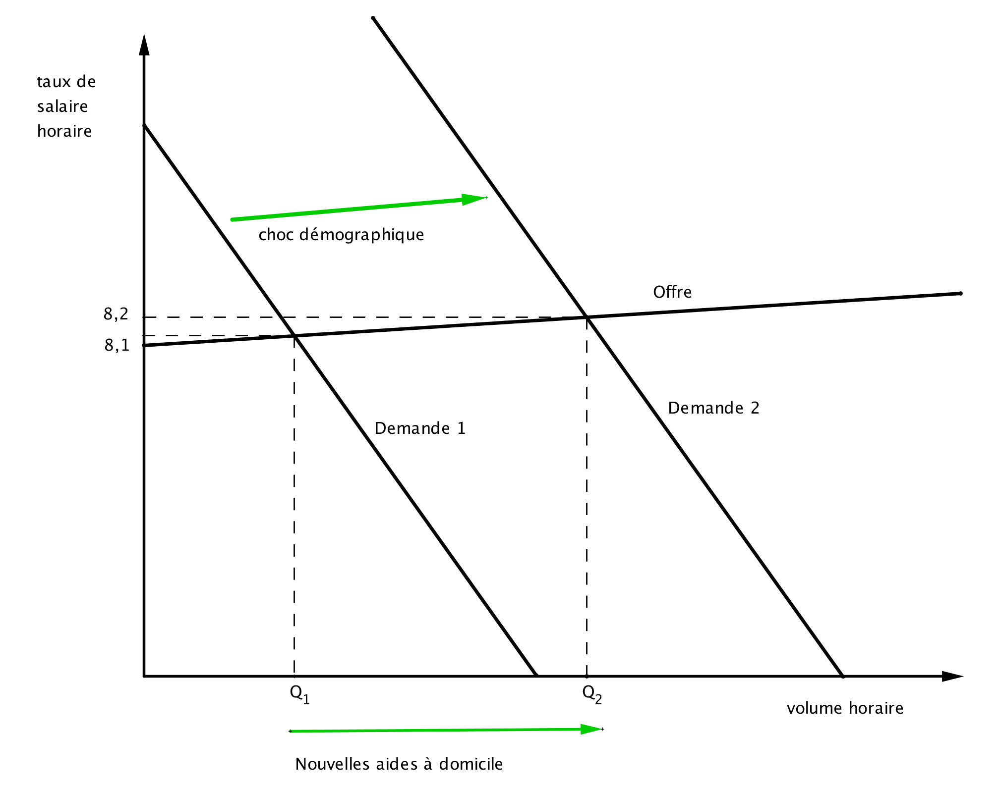 taux de
salaire
horaire
choc démographique
Offre
8,2
8,1
Demande 2
Demande 1
Q1
Q2
volume horaire
Nouvelles aides à domicile